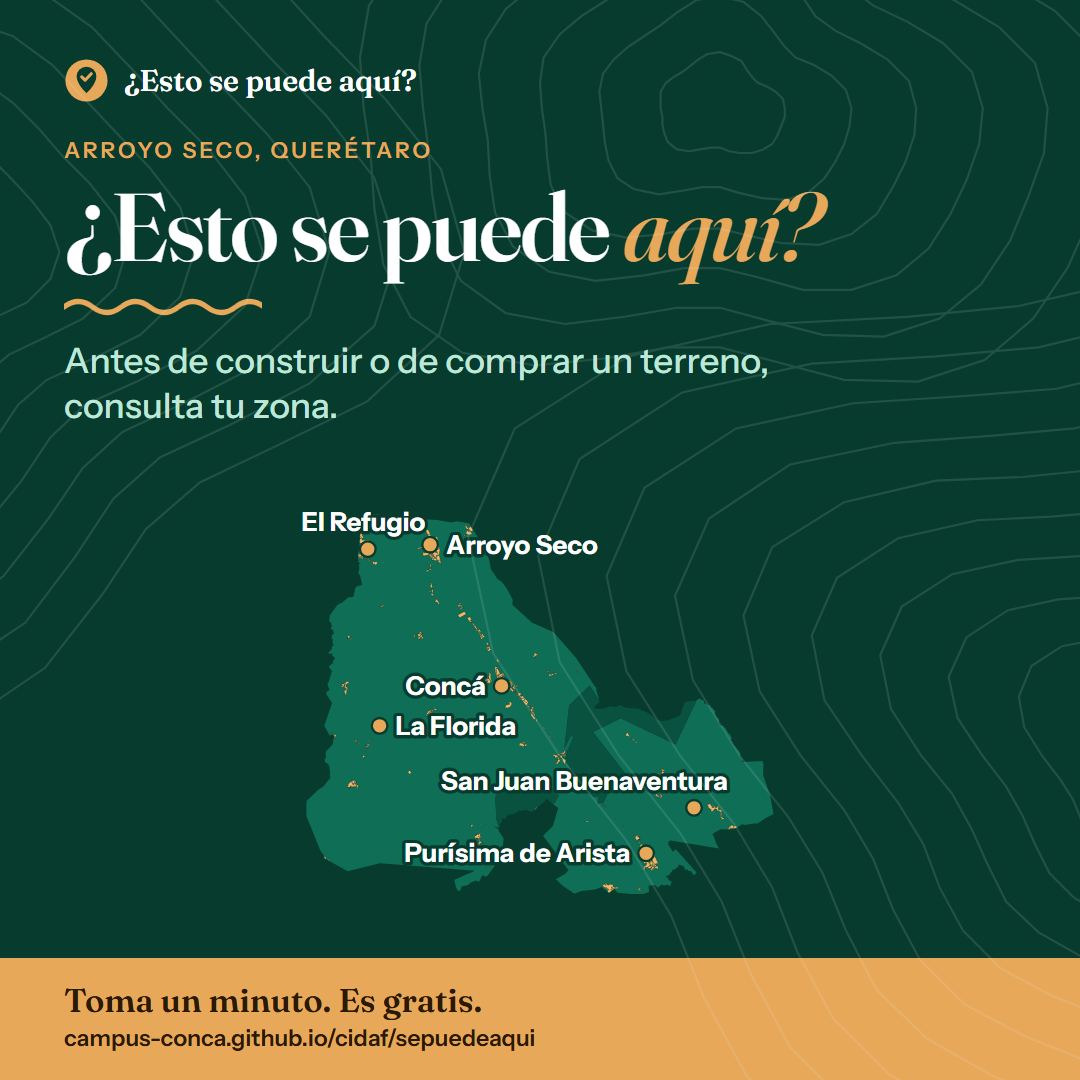 ¿Esto se puede aquí?
ARROYO SECO, QUERÉTARO
¿Esto se puede aquí?
Antes de construir o de comprar un terreno,
consulta tu zona.
El Refugio
Arroyo Seco
Concá
La Florida
San Juan Buenaventura
Purísima de Arista
Toma un minuto. Es gratis.
campus-conca.github.io/cidaf/sepuedeaqui